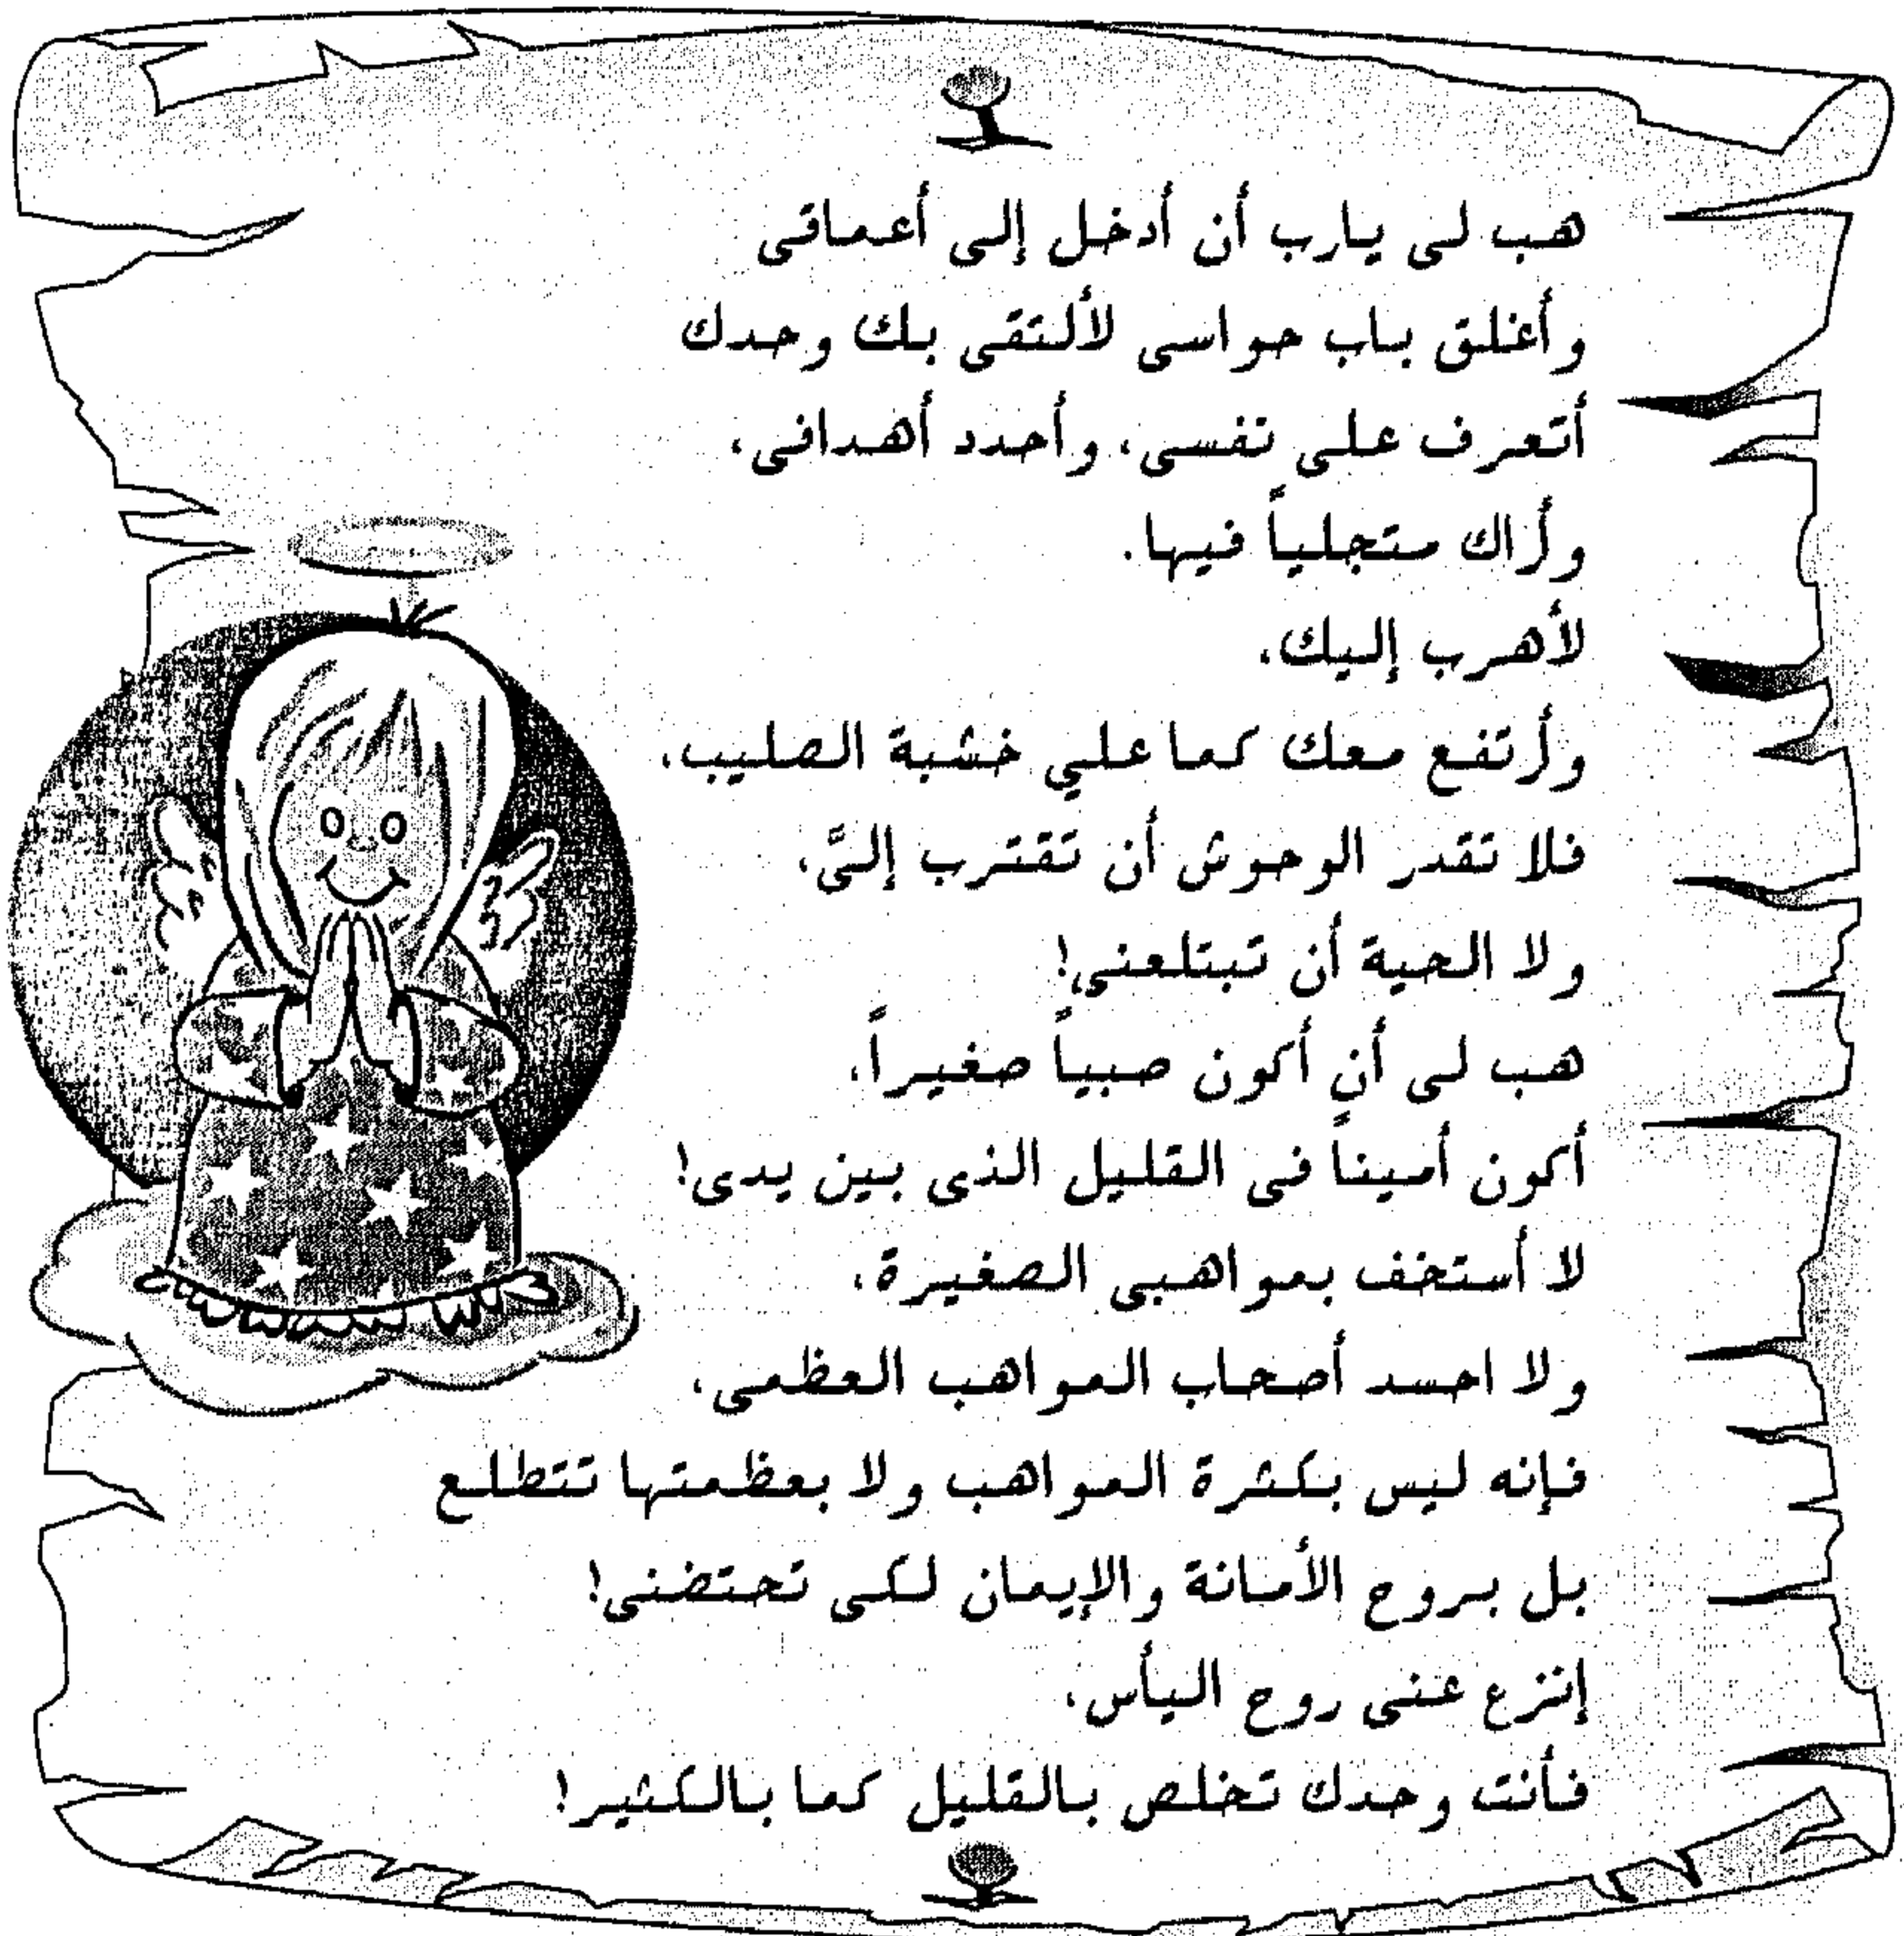 هب لى يارب أن أدخل إلى أعماقى
وأغلق باب حواسى لألتقى بك وحدك
أتعرف على نفسى، وأحدد أهدافى،
وأراك متجلياً فيها.
لأهرب إليك،
وأرتفع معك كما علي خشبة الصليب،
فلا تقدر الوحوش أن تقترب إلىَّ،
ولا الحية أن تبتلعنى!
هب لى أن أكون صبياً صغيراً،
أكون أميناً فى القليل الذى بين يدى!
لا أستخف بمواهبى الصغيرة،
ولا احسد أصحاب المواهب العظمى،
فإنه ليس بكثرة المواهب ولا بعظمتها تتطلع
بل بروح الأمانة والإيمان لكى تحتضنى!
إنزع عنى روح اليأس،
فأنت وحدك تخلص بالقليل كما بالكثير!